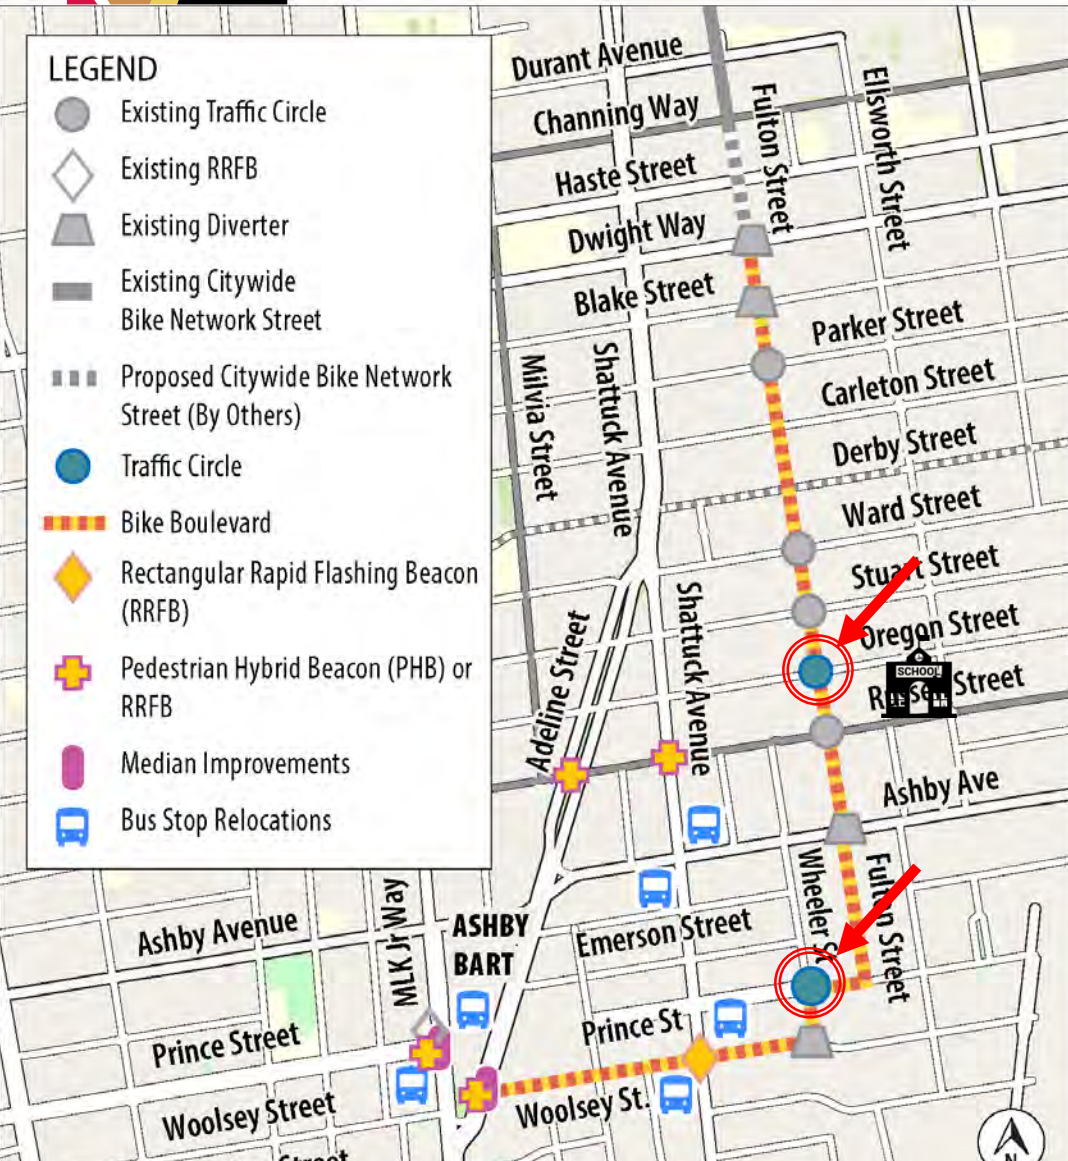 LEGEND
Existing Traffic Circle
Existing RRFB
Existing Diverter
Existing Citywide
Bike Network Street
Proposed Citywide Bike Network
Street (By Others)
Traffic Circle
Bike Boulevard
Rectangular Rapid Flashing Beacon
(RRFB)
Pedestrian Hybrid Beacon (PHB) or
RRFB
Median Improvements
Bus Stop Relocations
Durant Avenue
Channing Way
Haste Street
Dwight Way
Blake Street
Fulton Street
Ellsworth Street
Parker Street
Carleton Street
Derby Street
Ward Street
Stuart Street
Oregon Street
SCHOOL
Street
Milvia Street
Shattuck Avenue
Adeline Street
Shattuck Avenue
Ashby Ave
Wheeler St
Fulton Street
Emerson Street
Ashby Avenue
MLK Jr Way
ASHBY
BART
Prince St
Prince Street
Woolsey St.
Woolsey Street
Street
N